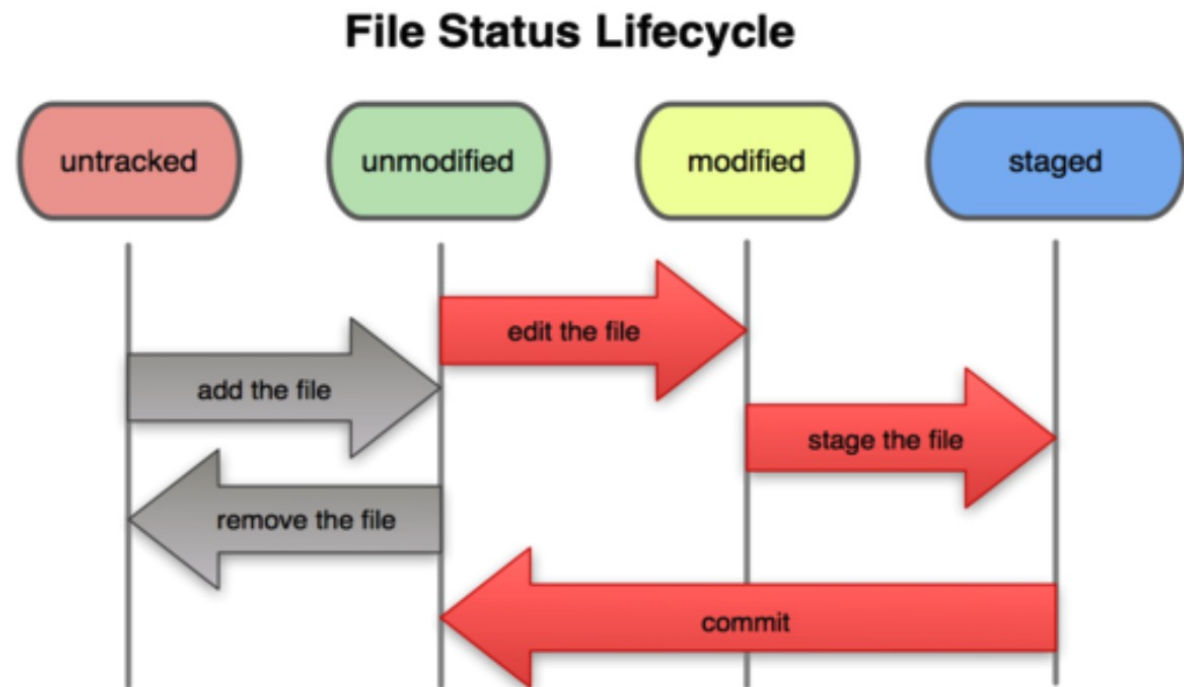 File Status Lifecycle
untracked
unmodified
modified
staged
edit the file
add the file
stage the file
remove the file
commit